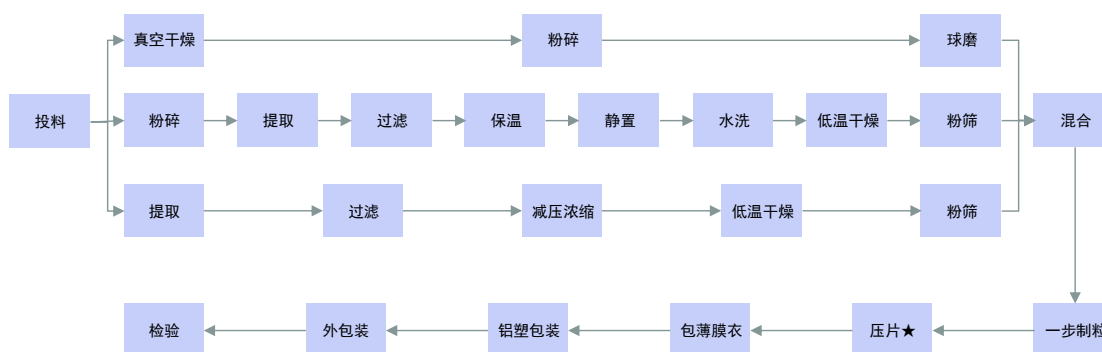 真空干燥
粉碎
球磨
投料
粉碎
提取
过滤
保温
静置
水洗
低温干燥
粉筛
混合
提取
过滤
减压浓缩
低温干燥
粉筛
检验
外包装
铝塑包装
包薄膜衣
压片★
一步制粒